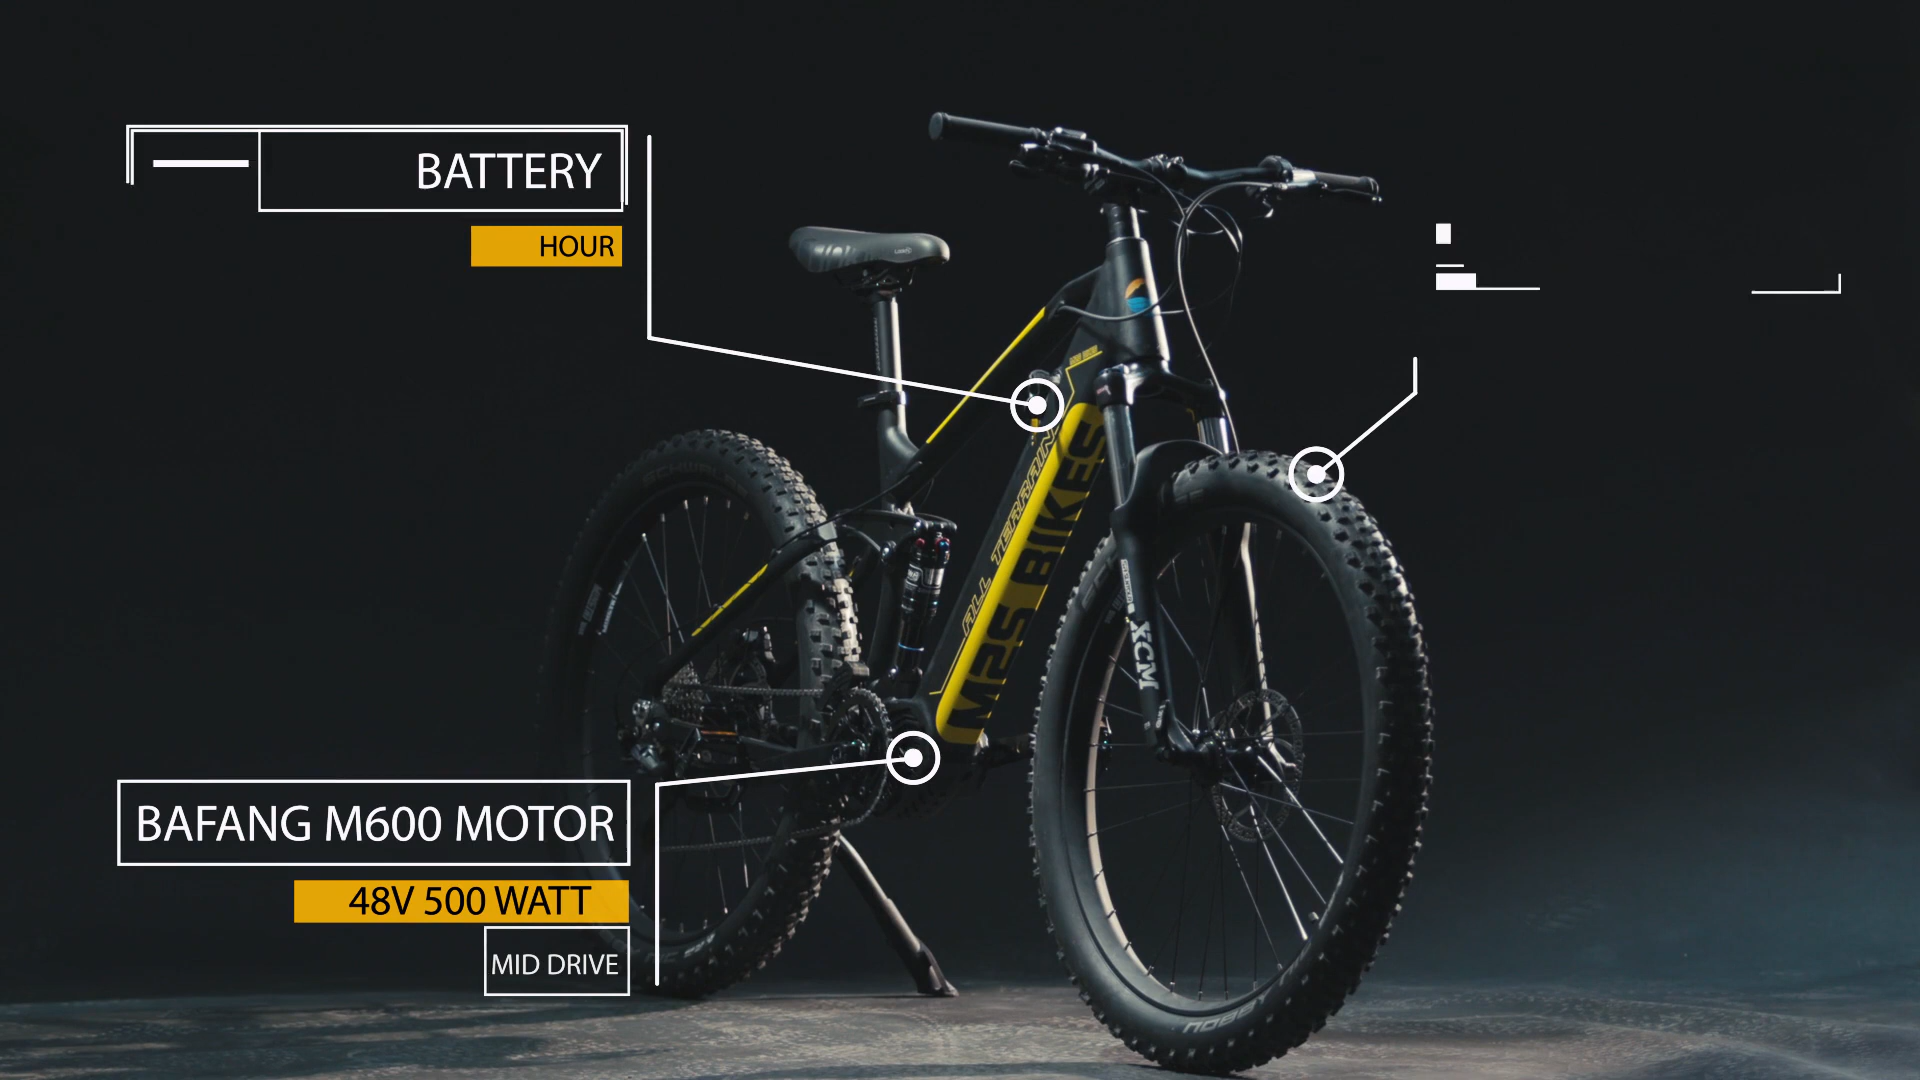 BATTERY
HOUR
ALL TERRAIN
M2S BIKES
XCM
BAFANG M600 MOTOR
48V 500 WATT
MID DRIVE